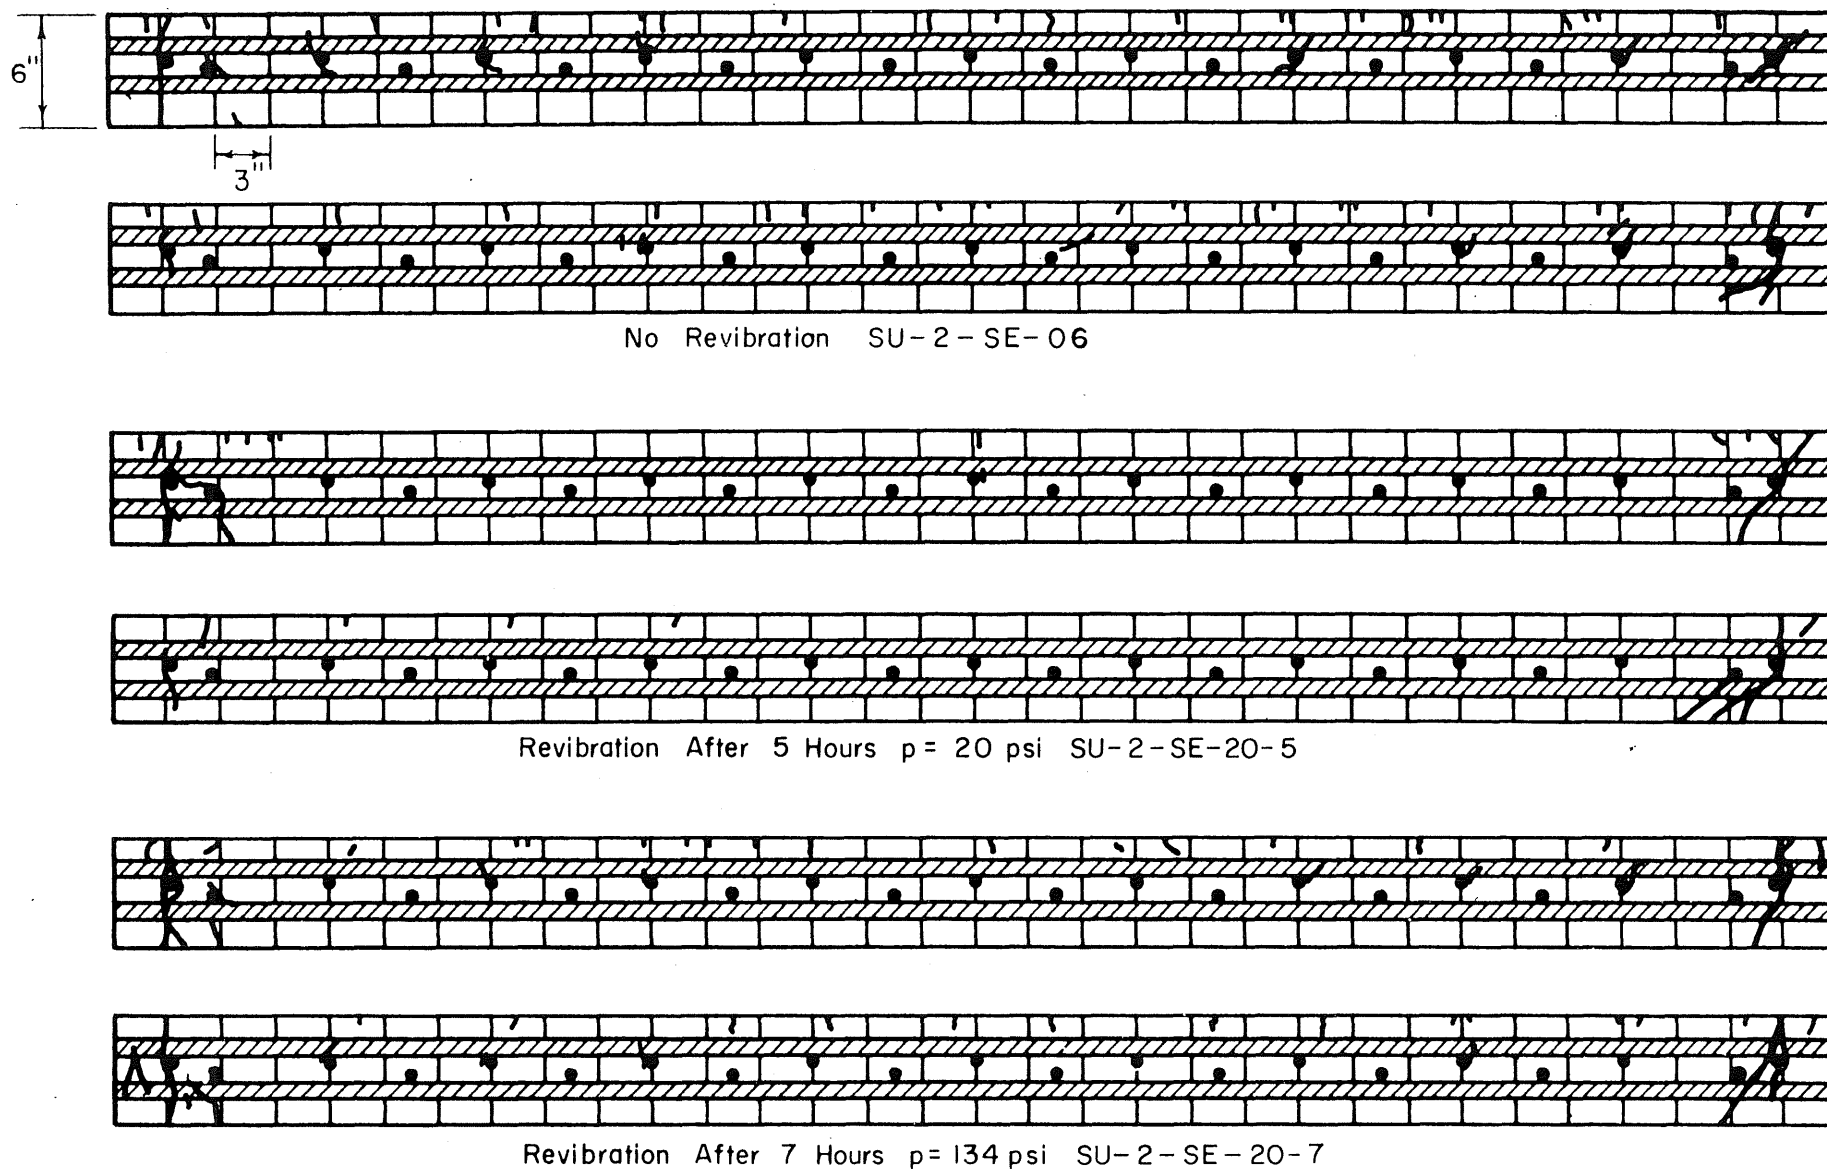 6"
3"
No Revibration SU-2-SE-06
Revibration After 5 Hours p= 20 psi SU-2-SE-20-5
Revibration After 7 Hours p= 134 psi SU-2-SE-20-7